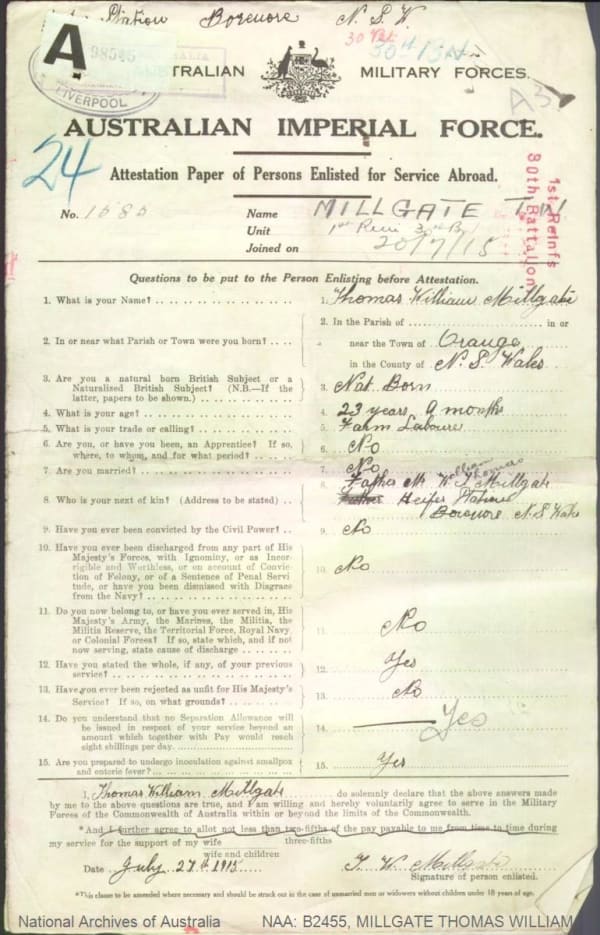 Station Borenore N.S.W
30th BN
A
98545
LIVERPOOL
TRALIAN MILITARY FORCES.
AUSTRALIAN IMPERIAL FORCE.
24
Attestation Paper of Persons Enlisted for Service Abroad.
1st Reinfs
30th Battalion
No. Name MILLGATE T.W
Unit 1st Rein 30th B
Joined on 20/7/15
Questions to be put to the Person Enlisting before Attestation.
1. What is your Name? 1. Thomas William Millgate
2. In or near what Parish or Town were you born? 2. In the Parish of in or
near the Town of Orange
in the County of N.S. Wales
3. Are you a natural born British Subject or a
Naturalized British Subject? (N.B.—If the
latter, papers to be shown.) 3. Nat. Born
4. What is your age? 4. 23 years 9 months
5. What is your trade or calling? 5. Farm Labourer
6. Are you, or have you been, an Apprentice? If so,
where, to whom, and for what period? 6. No
7. Are you married? 7. No
William Thomas
8. Who is your next of kin? (Address to be stated) 8. Father Mr W T Millgate
Heifer Station
Borenore N.S Wales
9. Have you ever been convicted by the Civil Power? 9. No
10. Have you ever been discharged from any part of His
Majesty's Forces, with Ignominy, or as Incor-
rigible and Worthless, or on account of Convic-
tion of Felony, or of a Sentence of Penal Servi
tude, or have you been dismissed with Disgrace
from the Navy? 10. No
11. Do you now belong to, or have you ever served in, His
Majesty's Army, the Marines, the Militia, the
Militia Reserve, the Territorial Force, Royal Navy
or Colonial Forces? If so, state which, and if not
now serving, state cause of discharge 11. No
12. Have you stated the whole, if any, of your previous
service? 12. Yes
13. Have you ever been rejected as unfit for His Majesty's
Service? If so, on what grounds? 13. No
14. Do you understand that no Separation Allowance will
be issued in respect of your service beyond an
amount which together with Pay would reach
eight shillings per day. 14. Yes
15. Are you prepared to undergo inoculation against smallpox
and enteric fever? 15. Yes
I, Thomas William Millgate do solemnly declare that the above answers made
by me to the above questions are true, and I am willing and hereby voluntarily agree to serve in the Military
Forces of the Commonwealth of Australia within or beyond the limits of the Commonwealth.
*And I further agree to allot not less than two-fifths of the pay payable to me from time to time during
three-fifths
my service for the support of my wife
wife and children
Date July 27th 1915 T. W. Millgate
Signature of person enlisted.
*This clause to be amended where necessary and should be struck out in the case of unmarried men or widowers without children under 18 years of age.
National Archives of Australia NAA: B2455, MILLGATE THOMAS WILLIAM